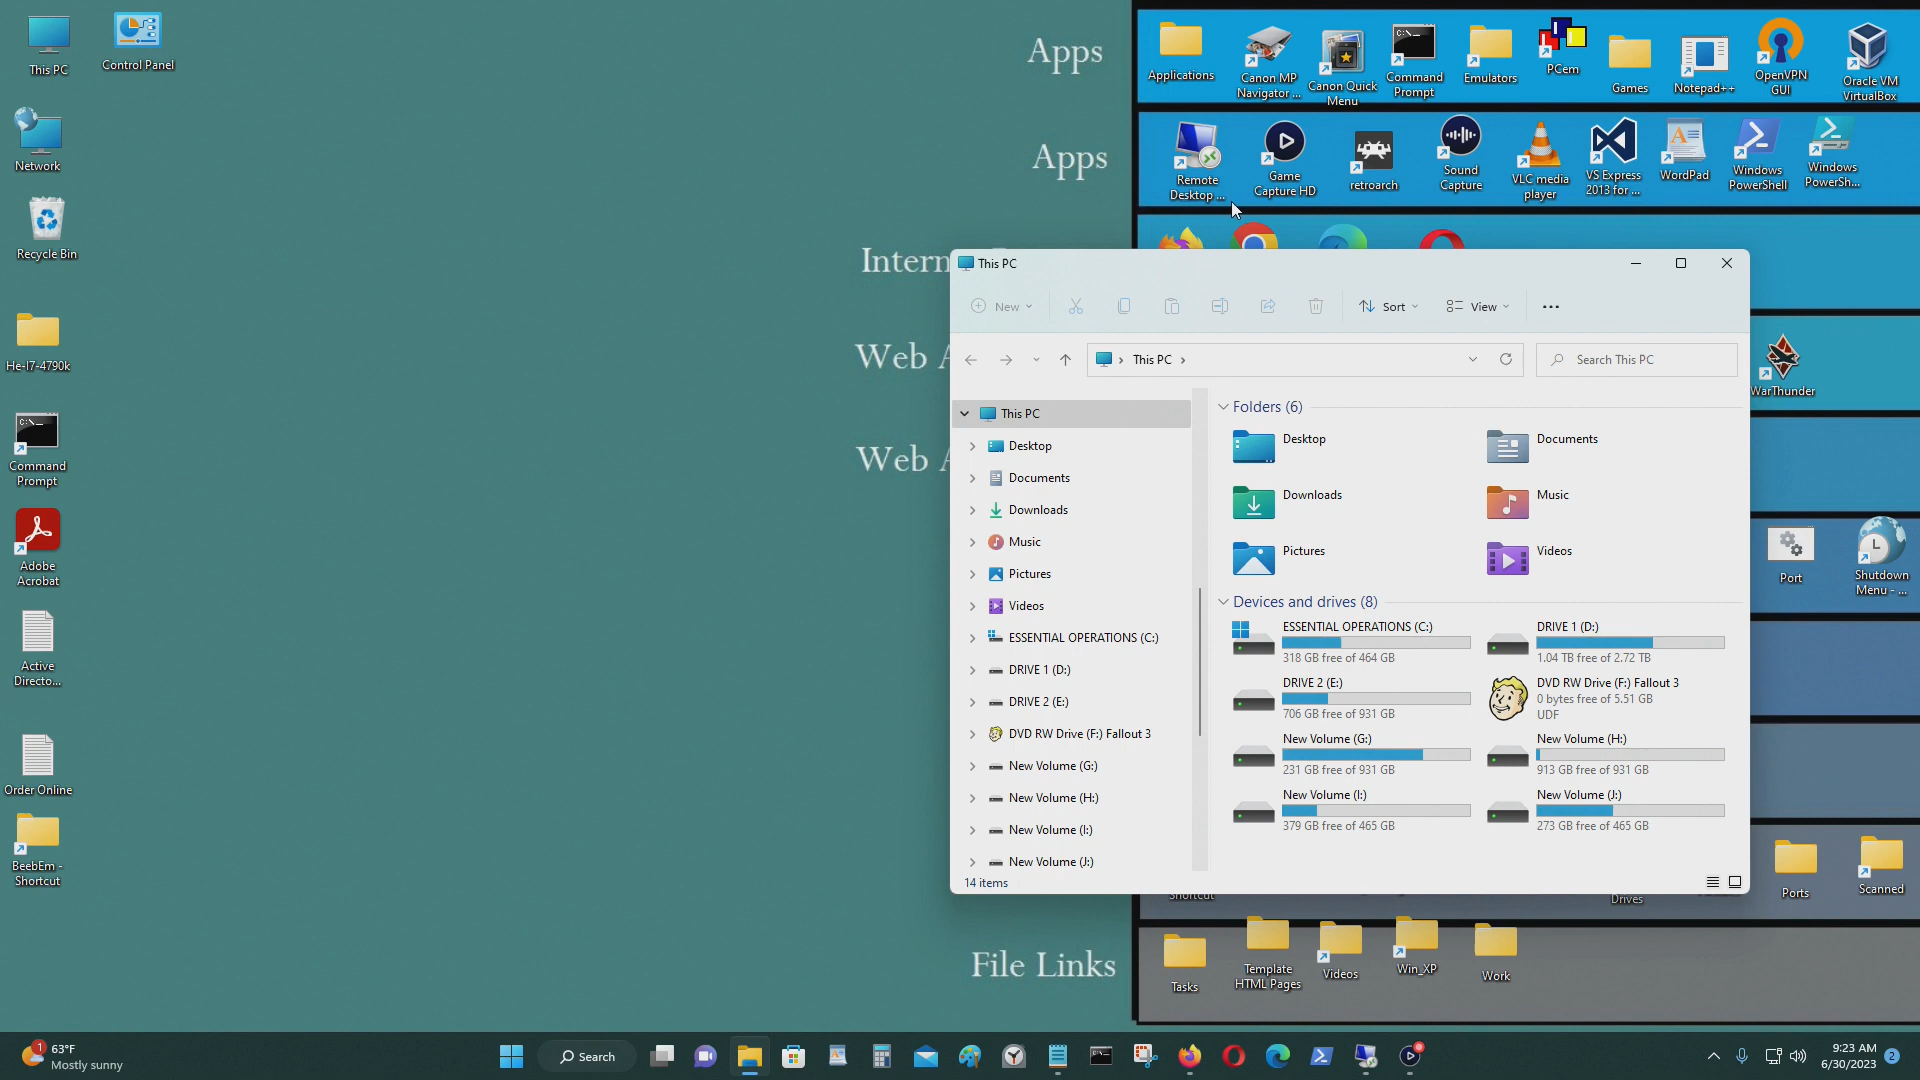 This PC
Control Panel
Network
Recycle Bin
He-I7-4790k
Command
Prompt
Adobe
Acrobat
Active
Directo...
Order Online
BeebEm -
Shortcut
Apps
Applications
Canon MP
Navigator ...
Canon Quick
Menu
Command
Prompt
Emulators
PCem
Games
Notepad++
OpenVPN
GUI
Oracle VM
VirtualBox
Apps
Remote
Desktop ...
Game
Capture HD
retroarch
Sound
Capture
VLC media
player
VS Express
2013 for ...
WordPad
Windows
PowerShell
Windows
PowerSh...
Intern
Web A
Web A
WarThunder
Port
Shutdown
Menu - ...
Ports
Scanned
Shortcut
Drives
File Links
Tasks
Template
HTML Pages
Videos
Win_XP
Work
This PC
New
Sort
View
This PC
Search This PC
This PC
Desktop
Documents
Downloads
Music
Pictures
Videos
ESSENTIAL OPERATIONS (C:)
DRIVE 1 (D:)
DRIVE 2 (E:)
DVD RW Drive (F:) Fallout 3
New Volume (G:)
New Volume (H:)
New Volume (I:)
New Volume (J:)
Folders (6)
Desktop
Documents
Downloads
Music
Pictures
Videos
Devices and drives (8)
ESSENTIAL OPERATIONS (C:)
318 GB free of 464 GB
DRIVE 1 (D:)
1.04 TB free of 2.72 TB
DRIVE 2 (E:)
706 GB free of 931 GB
DVD RW Drive (F:) Fallout 3
0 bytes free of 5.51 GB
UDF
New Volume (G:)
231 GB free of 931 GB
New Volume (H:)
913 GB free of 931 GB
New Volume (I:)
379 GB free of 465 GB
New Volume (J:)
273 GB free of 465 GB
14 items
1
63°F
Mostly sunny
Search
9:23 AM
6/30/2023
2